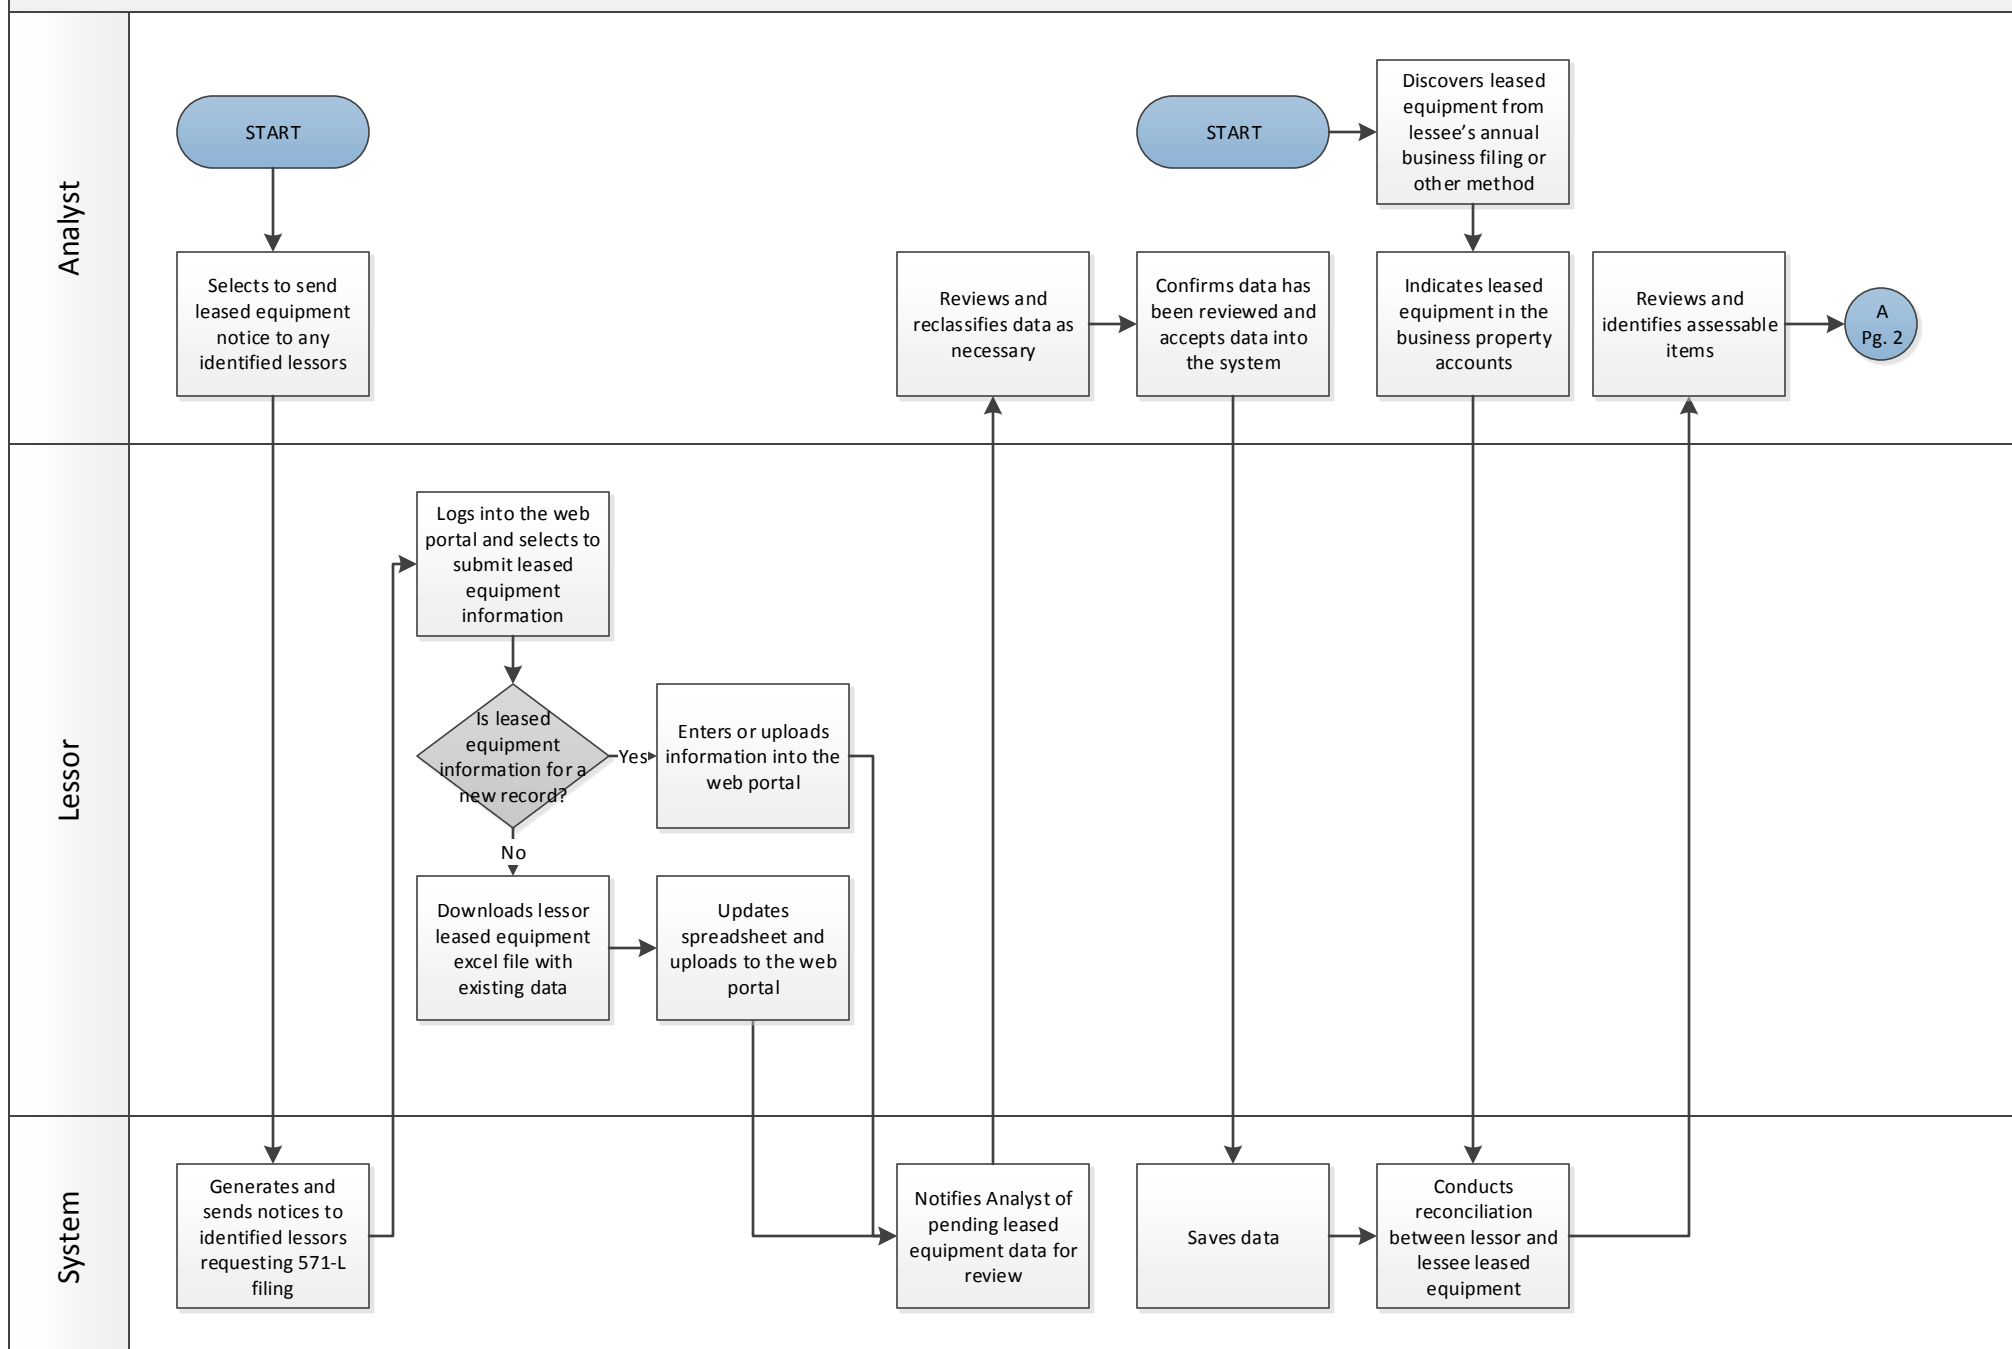 Analyst
START
START
Discovers leased
equipment from
lessee's annual
business filing or
other method
Selects to send
leased equipment
notice to any
identified lessors
Reviews and
reclassifies data as
necessary
Confirms data has
been reviewed and
accepts data into
the system
Indicates leased
equipment in the
business property
accounts
Reviews and
identifies assessable
items
A
Pg. 2
Lessor
Logs into the web
portal and selects to
submit leased
equipment
information
Is leased
equipment
information for a
new record?
Yes
Enters or uploads
information into the
web portal
No
Downloads lessor
leased equipment
excel file with
existing data
Updates
spreadsheet and
uploads to the web
portal
System
Generates and
sends notices to
identified lessors
requesting 571-L
filing
Notifies Analyst of
pending leased
equipment data for
review
Saves data
Conducts
reconciliation
between lessor and
lessee leased
equipment